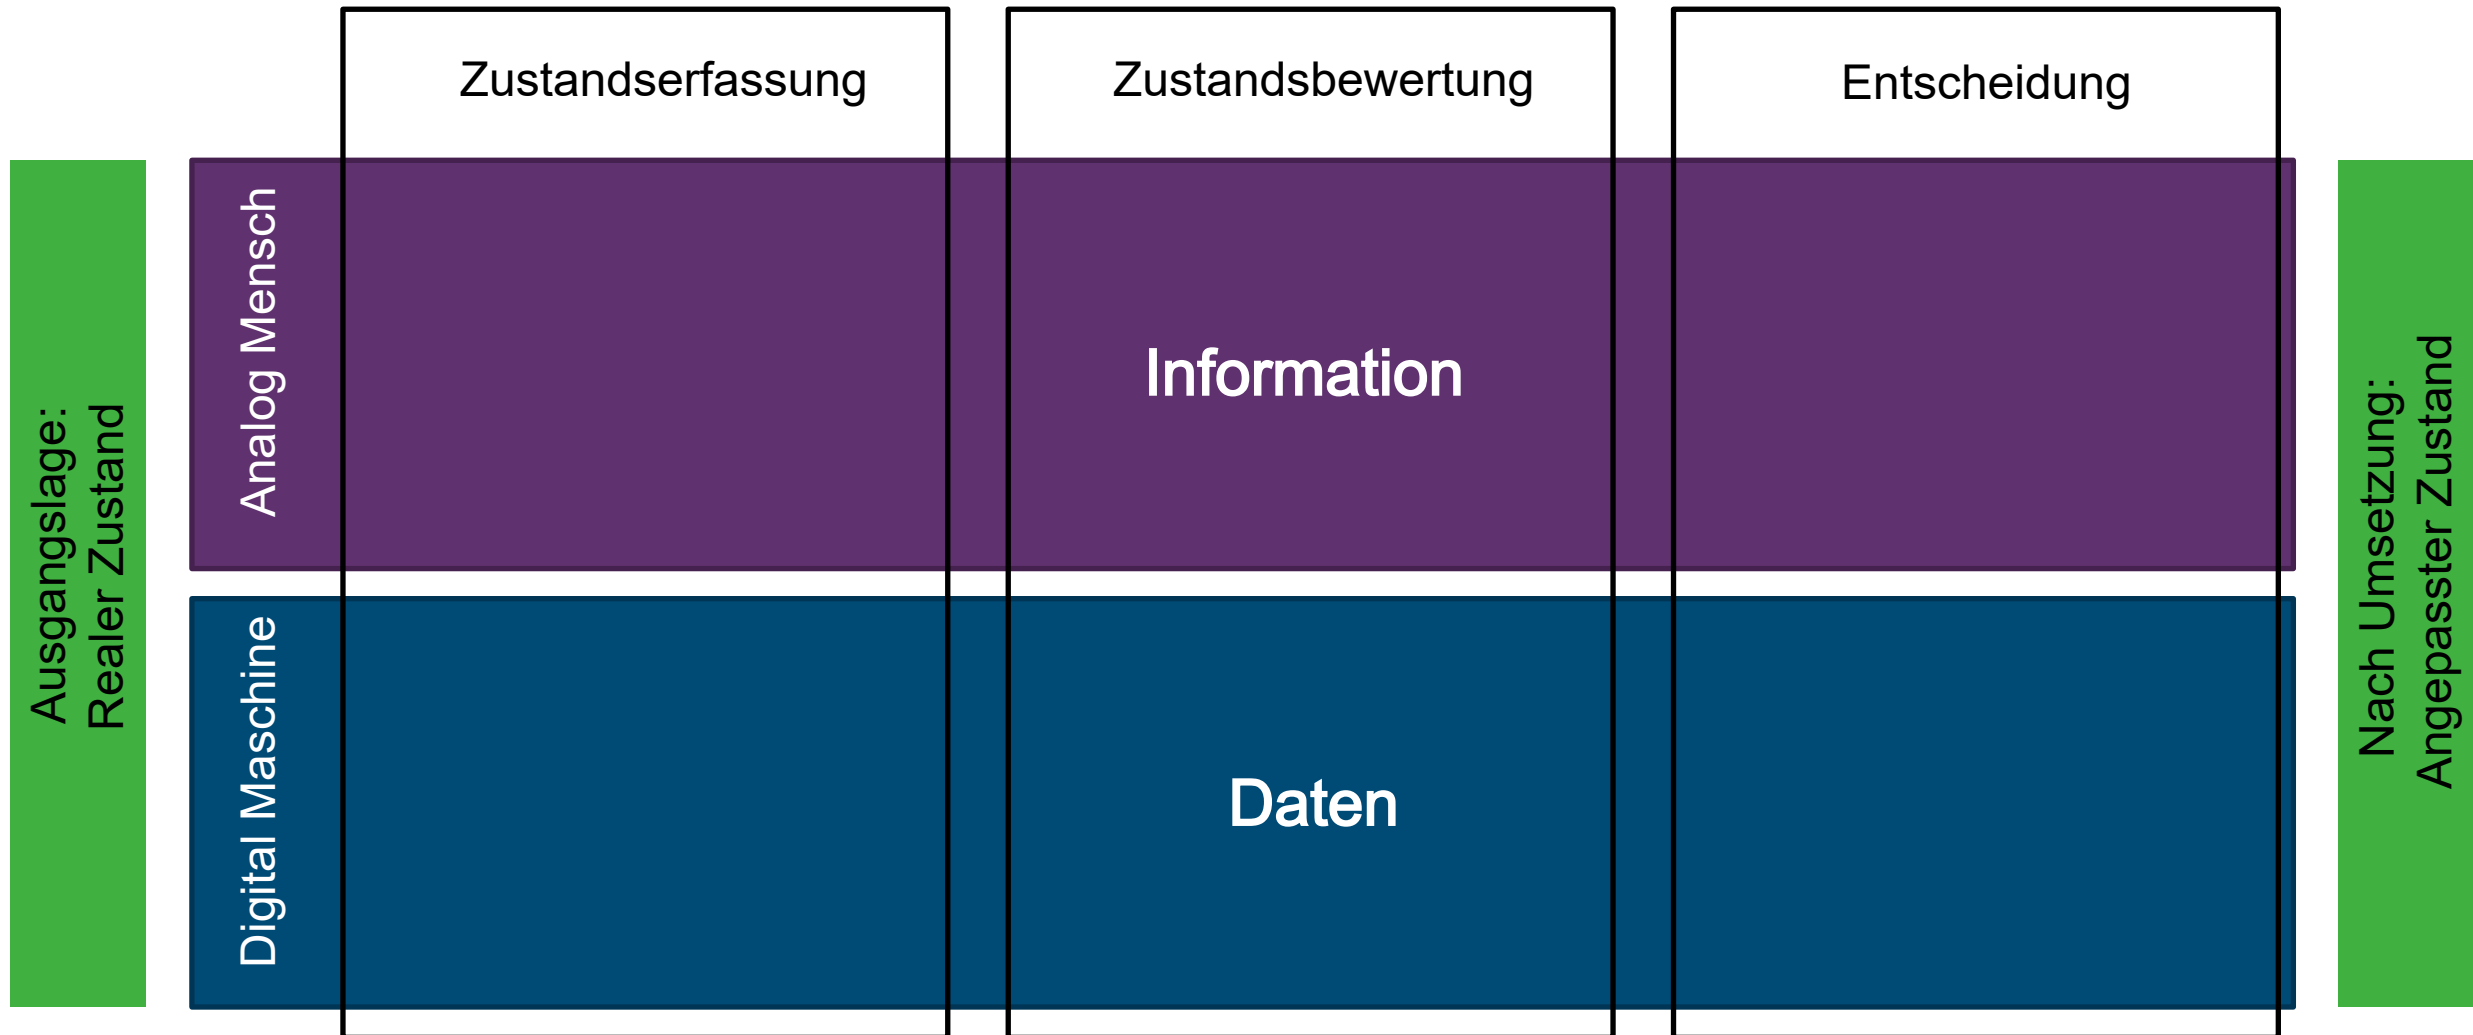 Zustandserfassung
Zustandsbewertung
Entscheidung
Ausgangslage:
Realer Zustand
Analog Mensch
Information
Digital Maschine
Daten
Nach Umsetzung:
Angepasster Zustand